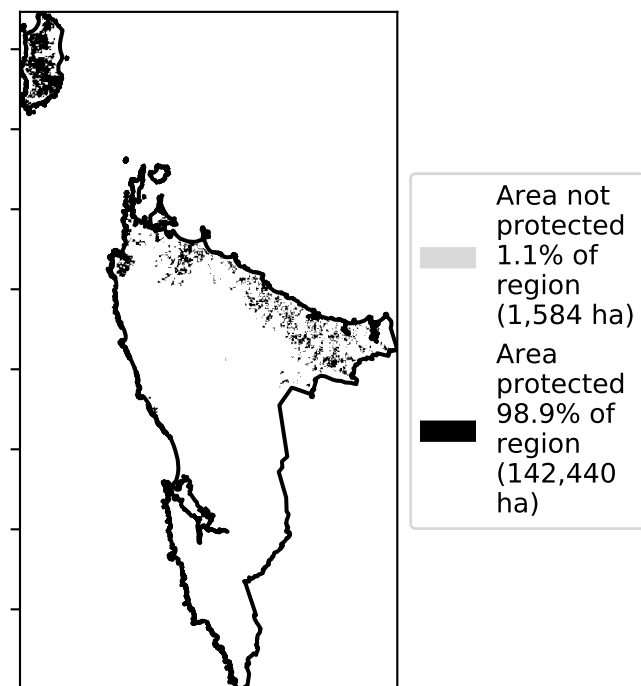 Area not
protected
1.1% of
region
(1,584 ha)
Area
protected
98.9% of
region
(142,440
ha)